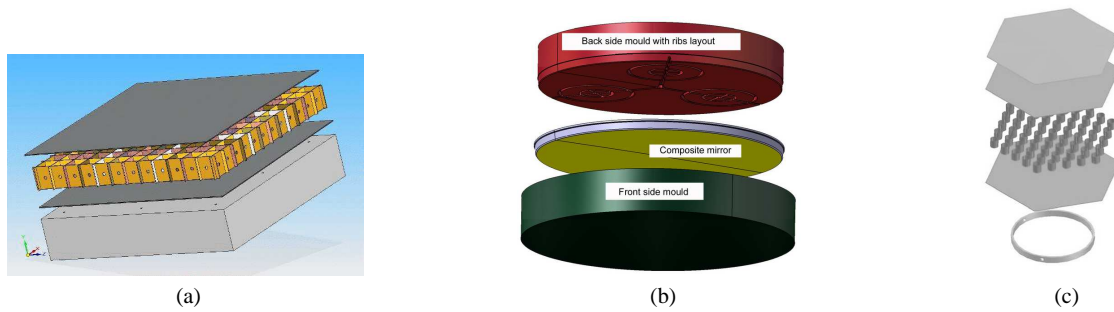 Back side mould with ribs layout
Composite mirror
Front side mould
(a)
(b)
(c)